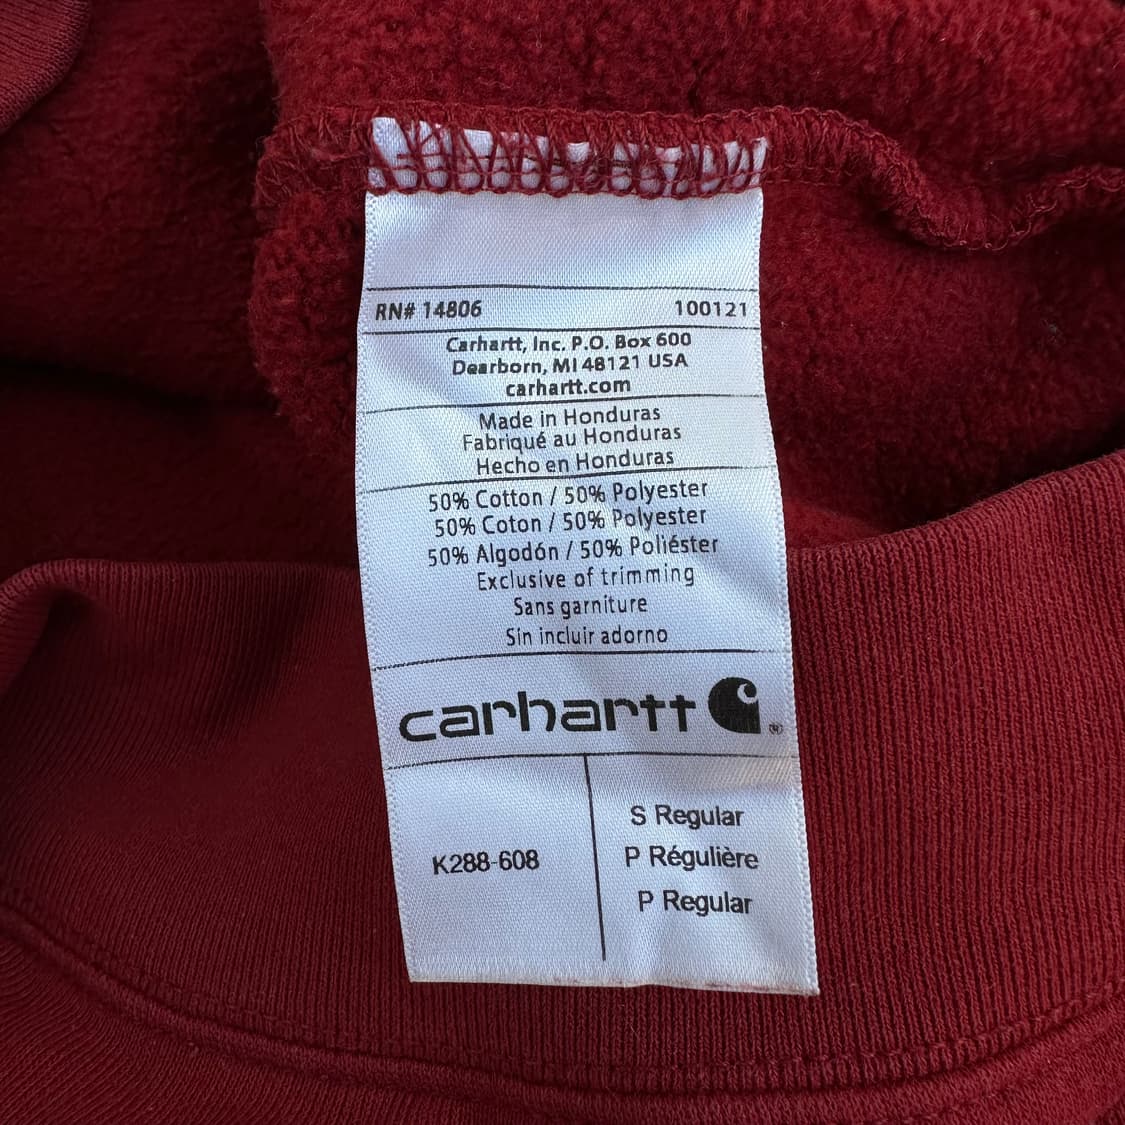 RN# 14806 100121
Carhartt, Inc. P.O. Box 600
Dearborn, MI 48121 USA
carhartt.com
Made in Honduras
Fabriqué au Honduras
Hecho en Honduras
50% Cotton / 50% Polyester
50% Coton / 50% Polyester
50% Algodón / 50% Poliéster
Exclusive of trimming
Sans garniture
Sin incluir adorno
carhartt ®
K288-608
S Regular
P Régulière
P Regular